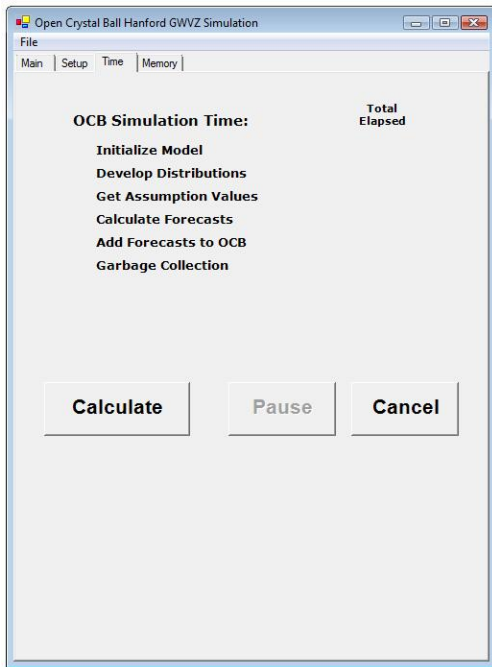 Open Crystal Ball Hanford GWVZ Simulation
File
Main Setup Time Memory
Total
Elapsed
OCB Simulation Time:
Initialize Model
Develop Distributions
Get Assumption Values
Calculate Forecasts
Add Forecasts to OCB
Garbage Collection
Calculate Pause Cancel